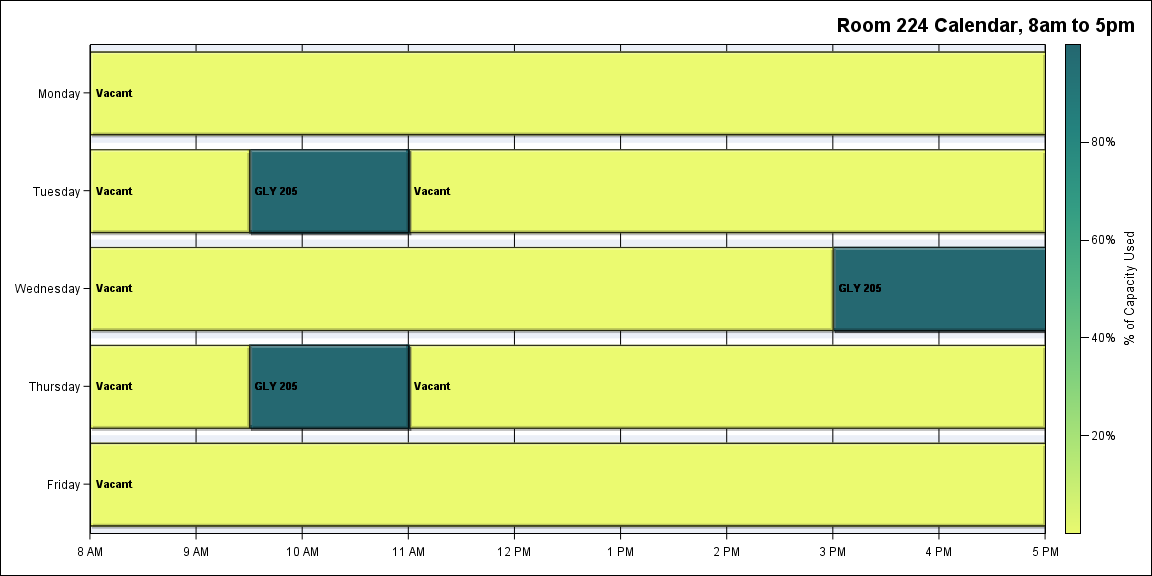 Room 224 Calendar, 8am to 5pm
Monday
Vacant
Tuesday
Vacant
GLY 205
Vacant
Wednesday
Vacant
GLY 205
Thursday
Vacant
GLY 205
Vacant
Friday
Vacant
8 AM
9 AM
10 AM
11 AM
12 PM
1 PM
2 PM
3 PM
4 PM
5 PM
80%
60%
40%
20%
% of Capacity Used